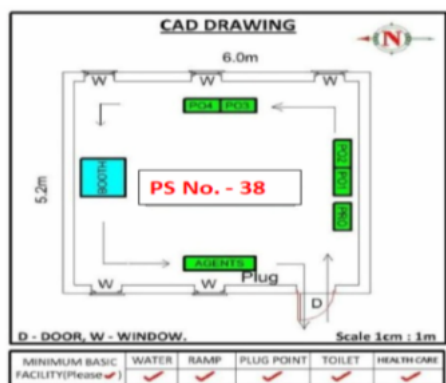 CAD DRAWING
N
6.0m
W W W
PO4 PO3
5.2m
BOOTH
PO2
PO1
PRO
PS No. - 38
AGENTS
Plug
W W
D
D - DOOR, W - WINDOW.
Scale 1cm : 1m
MINIMUM BASIC FACILITY(Please ✓) WATER RAMP PLUG POINT TOILET HEALTH CARE
✓ ✓ ✓ ✓ ✓